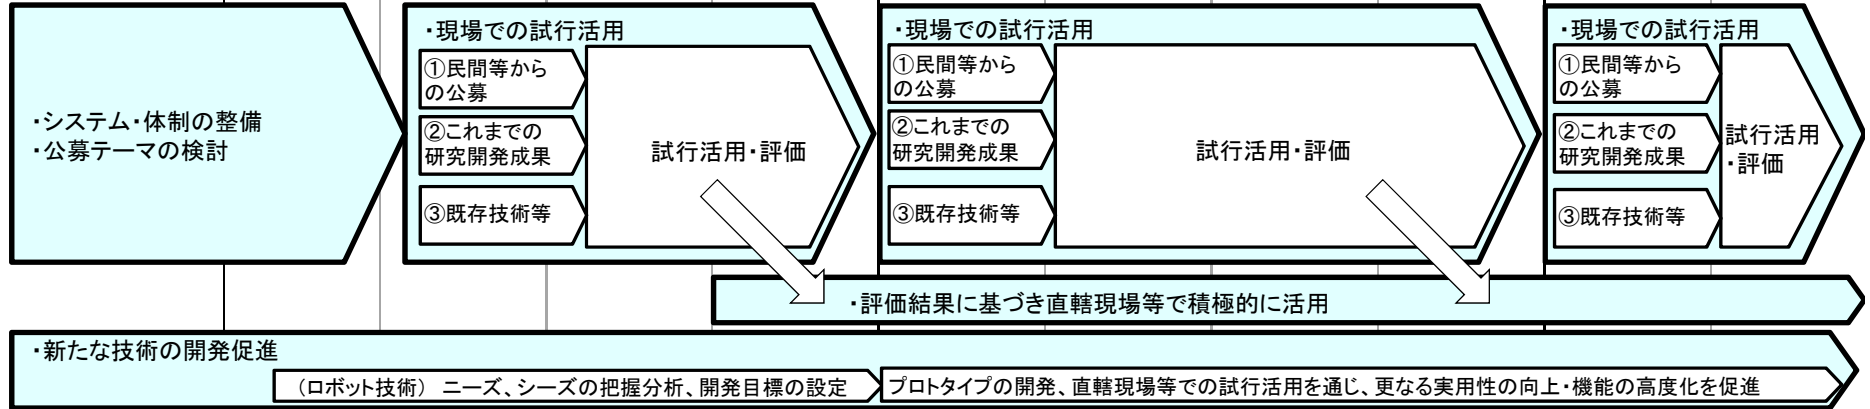 ・システム・体制の整備
・公募テーマの検討
・現場での試行活用
①民間等から
の公募
②これまでの
研究開発成果
③既存技術等
試行活用・評価
・現場での試行活用
①民間等から
の公募
②これまでの
研究開発成果
③既存技術等
試行活用・評価
・現場での試行活用
①民間等から
の公募
②これまでの
研究開発成果
③既存技術等
試行活用
・評価
・評価結果に基づき直轄現場等で積極的に活用
・新たな技術の開発促進
（ロボット技術） ニーズ、シーズの把握分析、開発目標の設定
プロトタイプの開発、直轄現場等での試行活用を通じ、更なる実用性の向上・機能の高度化を促進